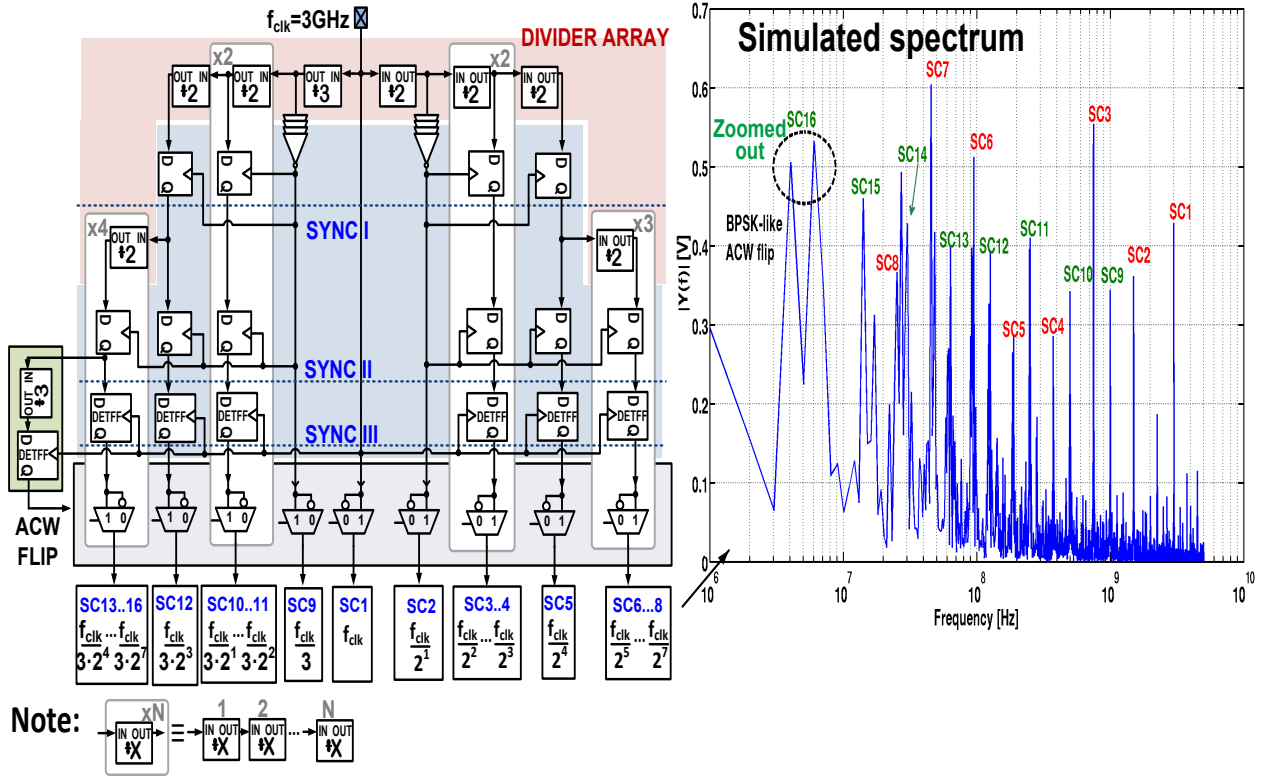 f_clk=3GHz
DIVIDER ARRAY
x2
x2
OUT IN
÷2
OUT IN
÷2
OUT IN
÷3
IN OUT
÷2
IN OUT
÷2
IN OUT
÷2
D
Q
D
Q
D
Q
D
Q
SYNC I
x4
OUT IN
÷2
x3
IN OUT
÷2
D
Q
D
Q
D
Q
D
Q
D
Q
D
Q
SYNC II
OUT IN
÷3
D
DETFF
Q
D
DETFF
Q
D
DETFF
Q
D
DETFF
Q
D
DETFF
Q
D
DETFF
Q
D
DETFF
Q
SYNC III
ACW
FLIP
1 0
1 0
1 0
1 0
1 0
0 1
0 1
0 1
0 1
SC13..16
f_clk/3·2^4 ... f_clk/3·2^7
SC12
f_clk/3·2^3
SC10..11
f_clk/3·2^1 ... f_clk/3·2^2
SC9
f_clk/3
SC1
f_clk
SC2
f_clk/2^1
SC3..4
f_clk/2^2 ... f_clk/2^3
SC5
f_clk/2^4
SC6...8
f_clk/2^5 ... f_clk/2^7
Note:
xN
IN OUT
÷X
≡
1
IN OUT
÷X
2
IN OUT
÷X
...
N
IN OUT
÷X
Simulated spectrum
|Y(f)| [V]
0.7
0.6
0.5
0.4
0.3
0.2
0.1
0
10^6
10^7
10^8
10^9
10^10
Frequency [Hz]
Zoomed
out
BPSK-like
ACW flip
SC16
SC15
SC14
SC8
SC7
SC13
SC6
SC12
SC5
SC11
SC4
SC10
SC3
SC9
SC2
SC1